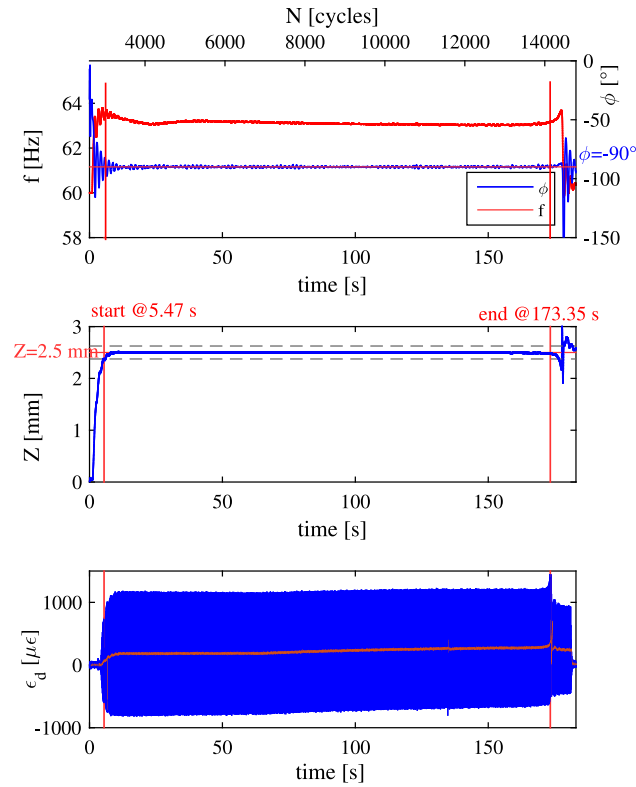 N [cycles]
4000 6000 8000 10000 12000 14000
64 62 60 58
f [Hz]
0 -50 -100 -150
ϕ [°]
ϕ=-90°
ϕ
f
0 50 100 150
time [s]
start @5.47 s end @173.35 s
3 2 1 0
Z=2.5 mm
Z [mm]
0 50 100 150
time [s]
1000 0 -1000
ϵd [μϵ]
0 50 100 150
time [s]